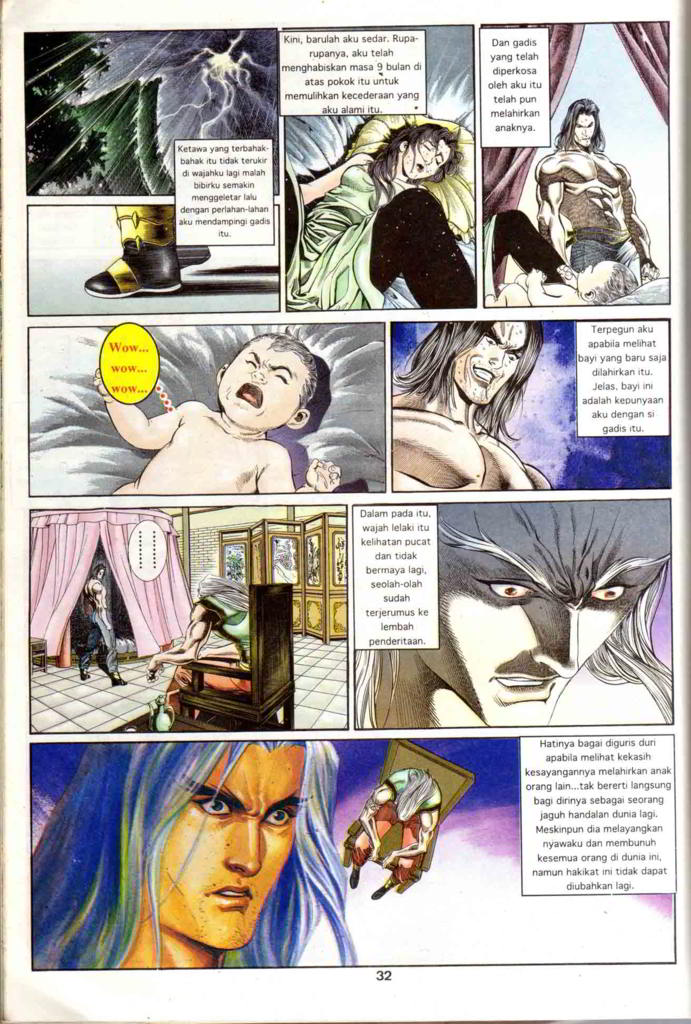 Ketawa yang terbahak-
bahak itu tidak terukir
di wajahku lagi malah
bibirku semakin
menggeletar lalu
dengan perlahan-lahan
aku mendampingi gadis
itu.
Kini, barulah aku sedar. Rupa-
rupanya, aku telah
menghabiskan masa 9 bulan di
atas pokok itu untuk
memulihkan kecederaan yang
aku alami itu.
Dan gadis
yang telah
diperkosa
oleh aku itu
telah pun
melahirkan
anaknya.
Wow...
wow...
wow...
Terpegun aku
apabila melihat
bayi yang baru saja
dilahirkan itu.
Jelas, bayi ini
adalah kepunyaan
aku dengan si
gadis itu.
Dalam pada itu,
wajah lelaki itu
kelihatan pucat
dan tidak
bermaya lagi,
seolah-olah
sudah
terjerumus ke
lembah
penderitaan.
Hatinya bagai diguris duri
apabila melihat kekasih
kesayangannya melahirkan anak
orang lain...tak bererti langsung
bagi dirinya sebagai seorang
jaguh handalan dunia lagi.
Meskinpun dia melayangkan
nyawaku dan membunuh
kesemua orang di dunia ini,
namun hakikat ini tidak dapat
diubahkan lagi.
32